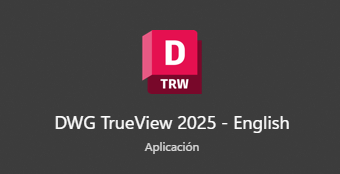 D
TRW
DWG TrueView 2025 - English
Aplicación